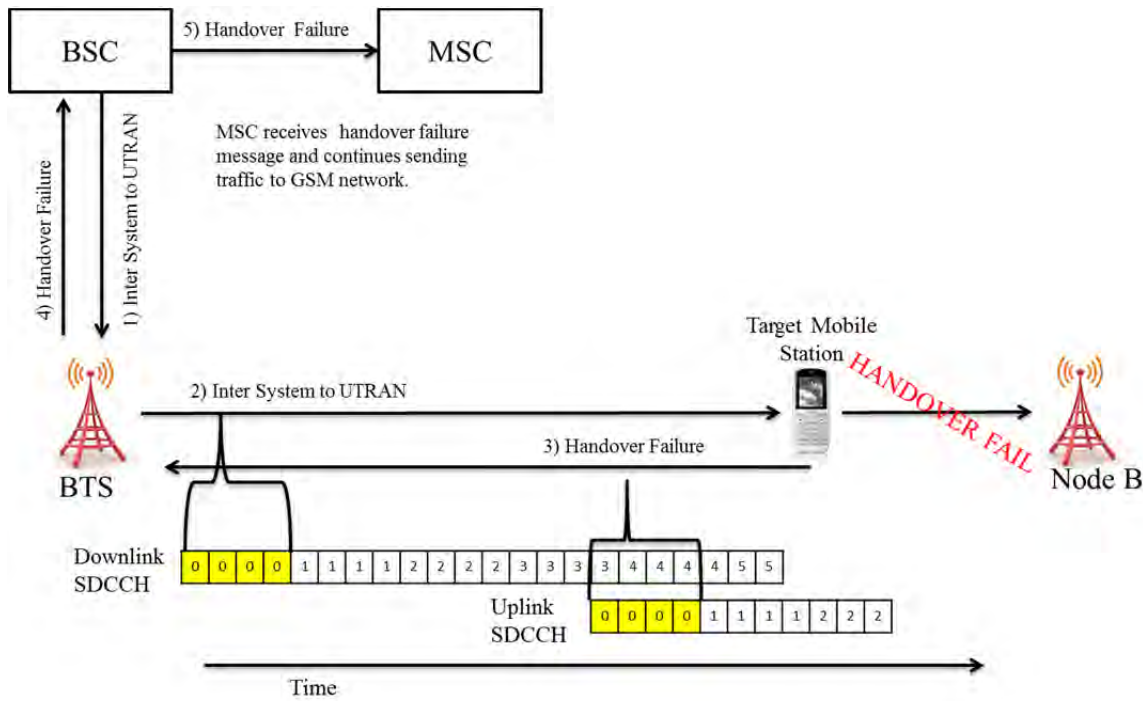 5) Handover Failure
BSC
MSC
MSC receives handover failure
message and continues sending
traffic to GSM network.
4) Handover Failure
1) Inter System to UTRAN
Target Mobile
Station
HANDOVER FAIL
2) Inter System to UTRAN
3) Handover Failure
BTS
Node B
Downlink
SDCCH
0 0 0 0 1 1 1 1 2 2 2 2 3 3 3 3 4 4 4 4 5 5
Uplink
SDCCH
0 0 0 0 1 1 1 1 2 2 2
Time